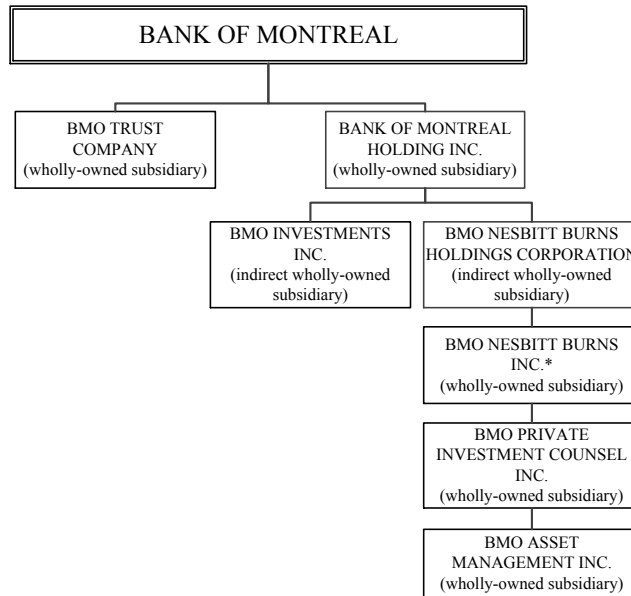 BANK OF MONTREAL
BMO TRUST
COMPANY
(wholly-owned subsidiary)
BANK OF MONTREAL
HOLDING INC.
(wholly-owned subsidiary)
BMO INVESTMENTS
INC.
(indirect wholly-owned
subsidiary)
BMO NESBITT BURNS
HOLDINGS CORPORATION
(indirect wholly-owned
subsidiary)
BMO NESBITT BURNS
INC.*
(wholly-owned subsidiary)
BMO PRIVATE
INVESTMENT COUNSEL
INC.
(wholly-owned subsidiary)
BMO ASSET
MANAGEMENT INC.
(wholly-owned subsidiary)